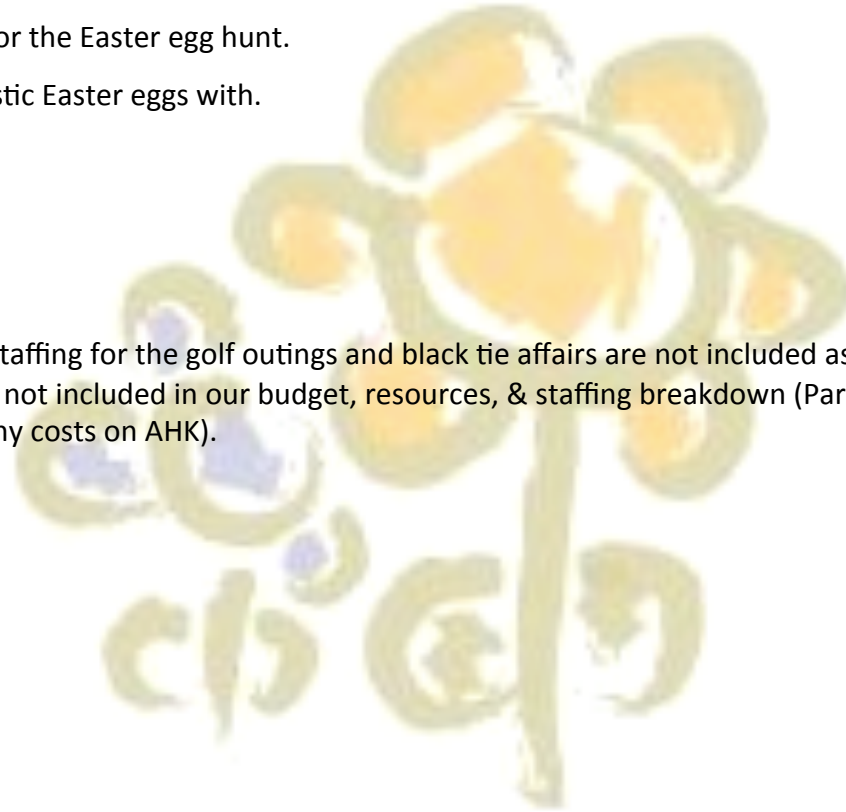 or the Easter egg hunt.
stic Easter eggs with.
taffing for the golf outings and black tie affairs are not included as
not included in our budget, resources, & staffing breakdown (Par
ny costs on AHK).